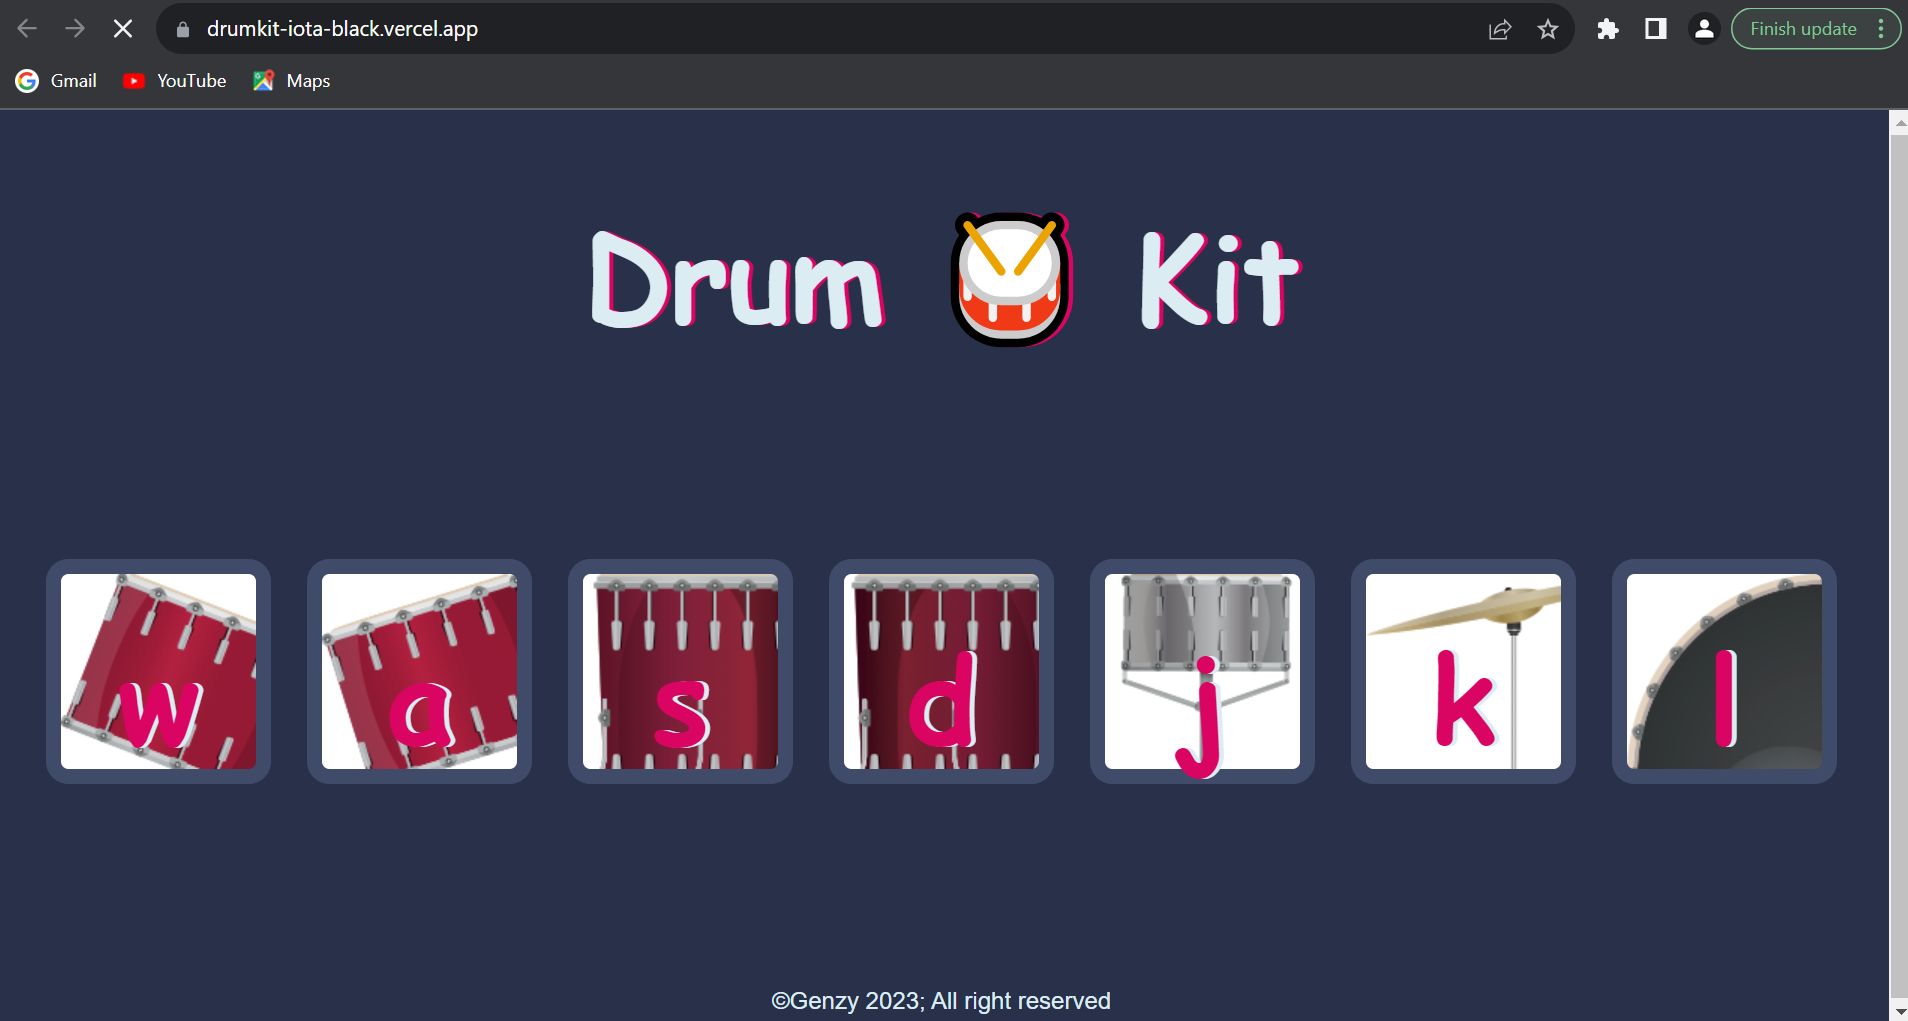 drumkit-iota-black.vercel.app
Finish update
Gmail YouTube Maps
Drum Kit
w a s d j k l
©Genzy 2023; All right reserved